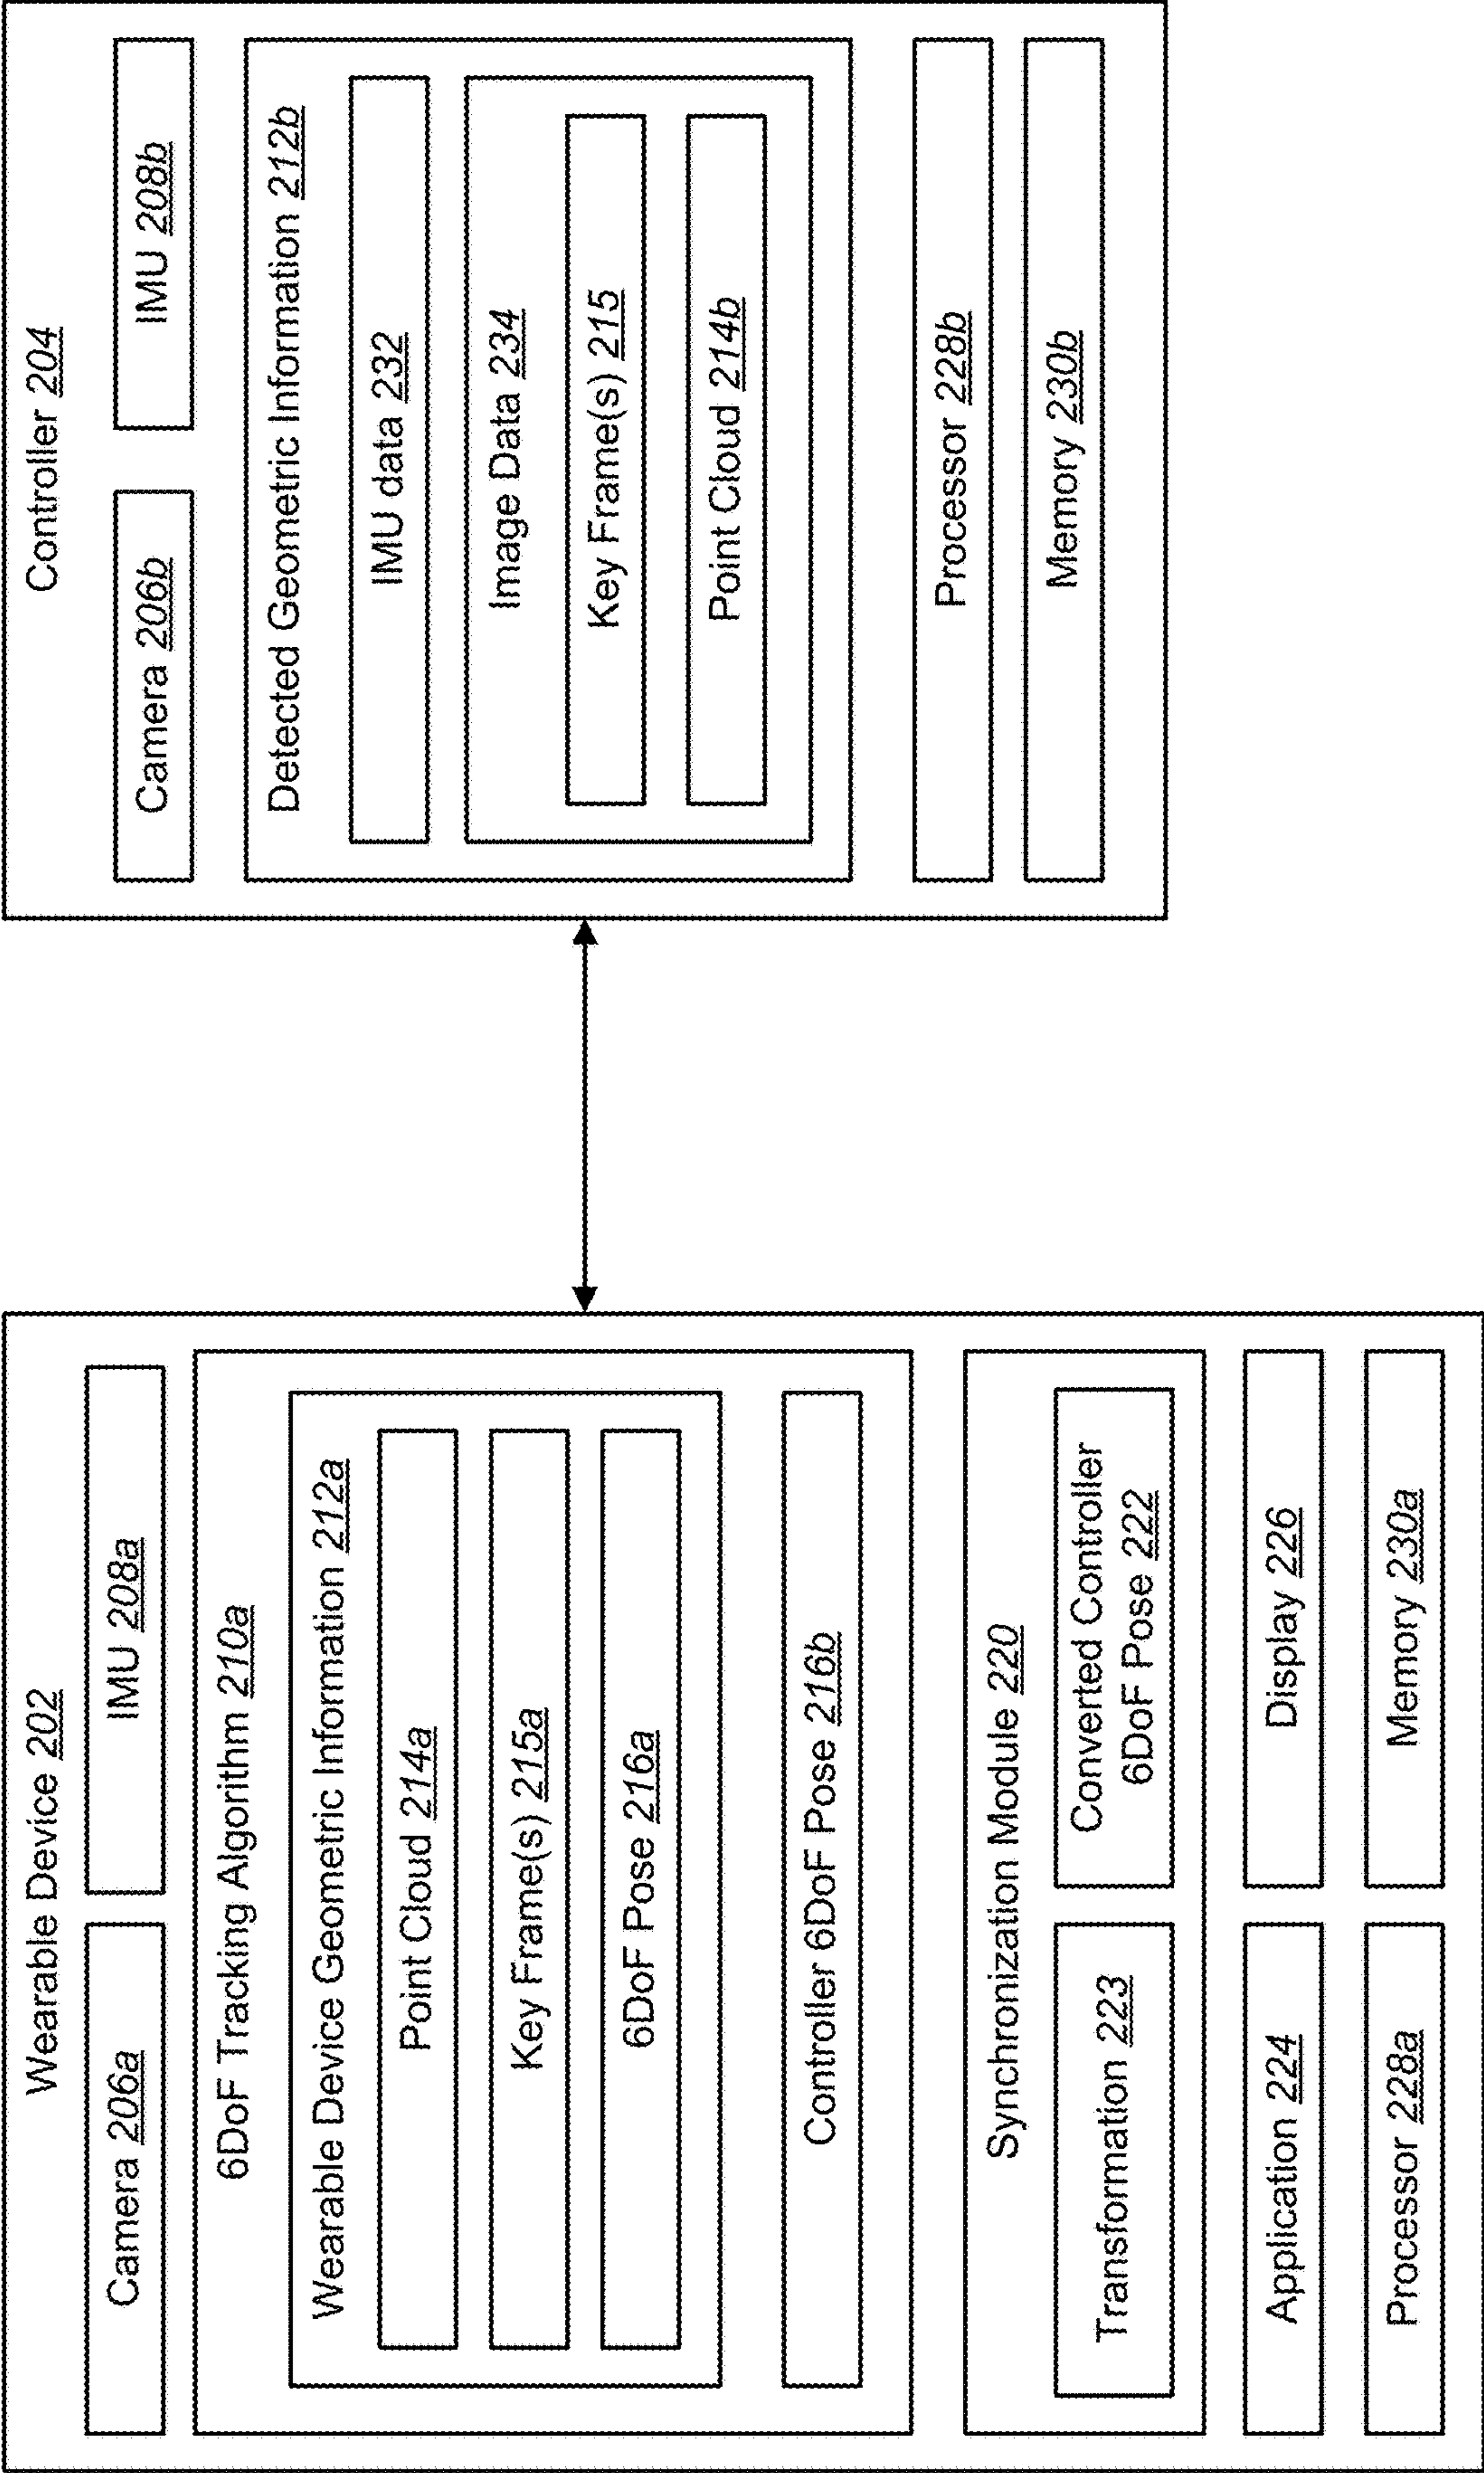 Wearable Device 202
Camera 206a
IMU 208a
6DoF Tracking Algorithm 210a
Wearable Device Geometric Information 212a
Point Cloud 214a
Key Frame(s) 215a
6DoF Pose 216a
Controller 6DoF Pose 216b
Synchronization Module 220
Transformation 223
Converted Controller
6DoF Pose 222
Application 224
Display 226
Processor 228a
Memory 230a
Controller 204
Camera 206b
IMU 208b
Detected Geometric Information 212b
IMU data 232
Image Data 234
Key Frame(s) 215
Point Cloud 214b
Processor 228b
Memory 230b